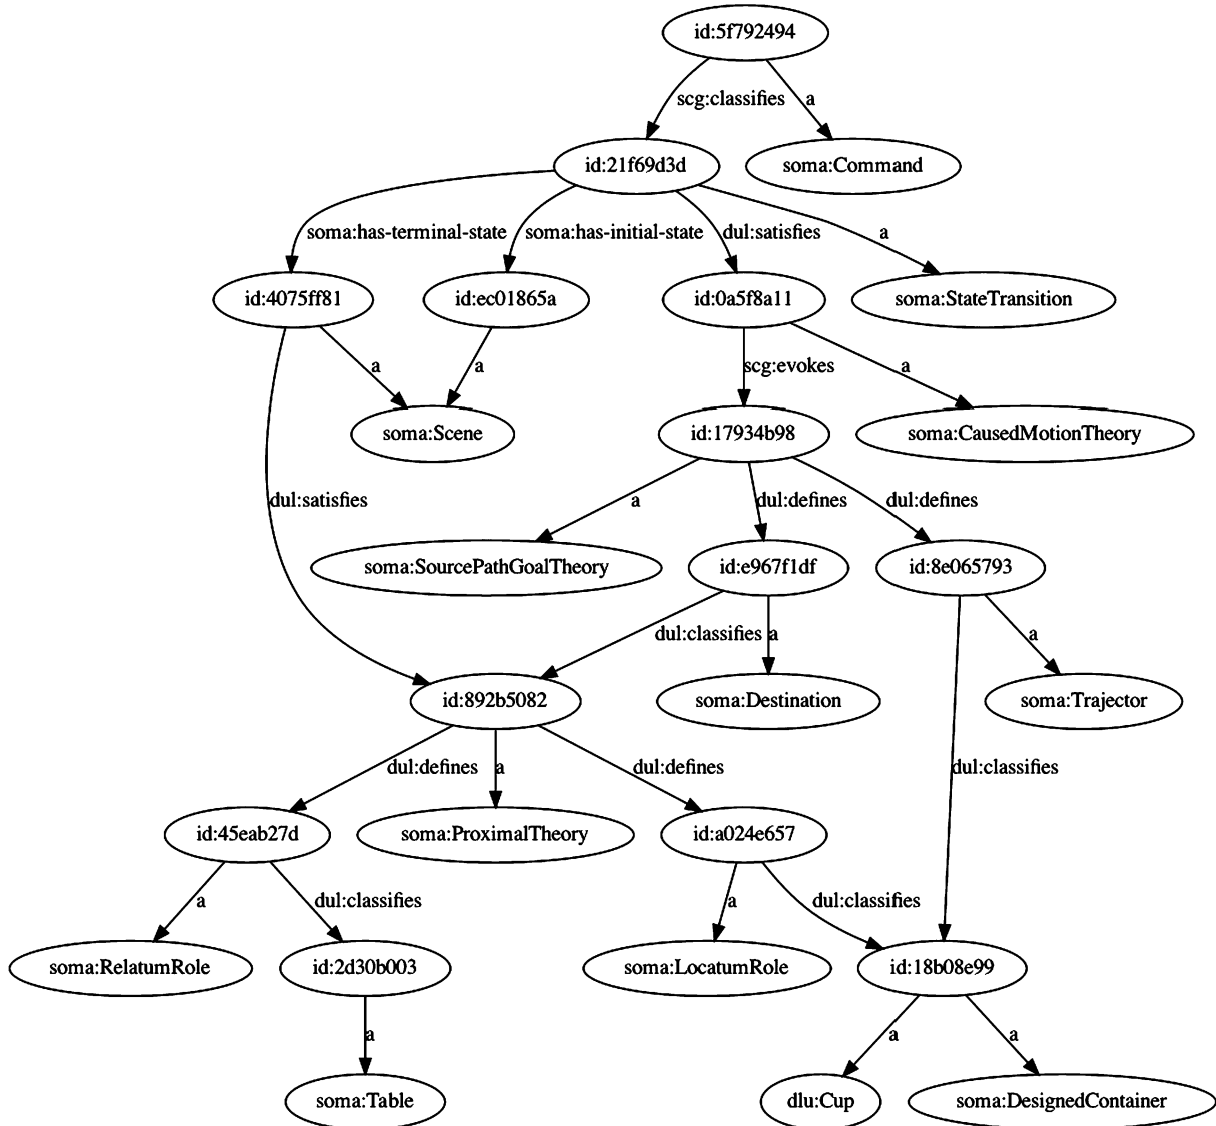 id:5f792494
scg:classifies
a
id:21f69d3d
soma:Command
soma:has-terminal-state
soma:has-initial-state
dul:satisfies
a
id:4075ff81
id:ec01865a
id:0a5f8a11
soma:StateTransition
a
a
scg:evokes
a
soma:Scene
id:17934b98
soma:CausedMotionTheory
dul:satisfies
a
dul:defines
dul:defines
soma:SourcePathGoalTheory
id:e967f1df
id:8e065793
dul:classifies
a
a
id:892b5082
soma:Destination
soma:Trajector
dul:defines
a
dul:defines
dul:classifies
id:45eab27d
soma:ProximalTheory
id:a024e657
a
dul:classifies
a
dul:classifies
soma:RelatumRole
id:2d30b003
soma:LocatumRole
id:18b08e99
a
a
a
soma:Table
dlu:Cup
soma:DesignedContainer